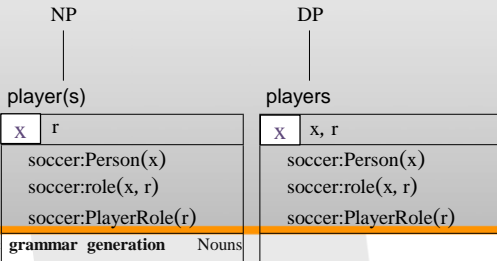 NP DP
player(s) players
x r x x, r
soccer:Person(x) soccer:Person(x)
soccer:role(x, r) soccer:role(x, r)
soccer:PlayerRole(r) soccer:PlayerRole(r)
grammar generation Nouns